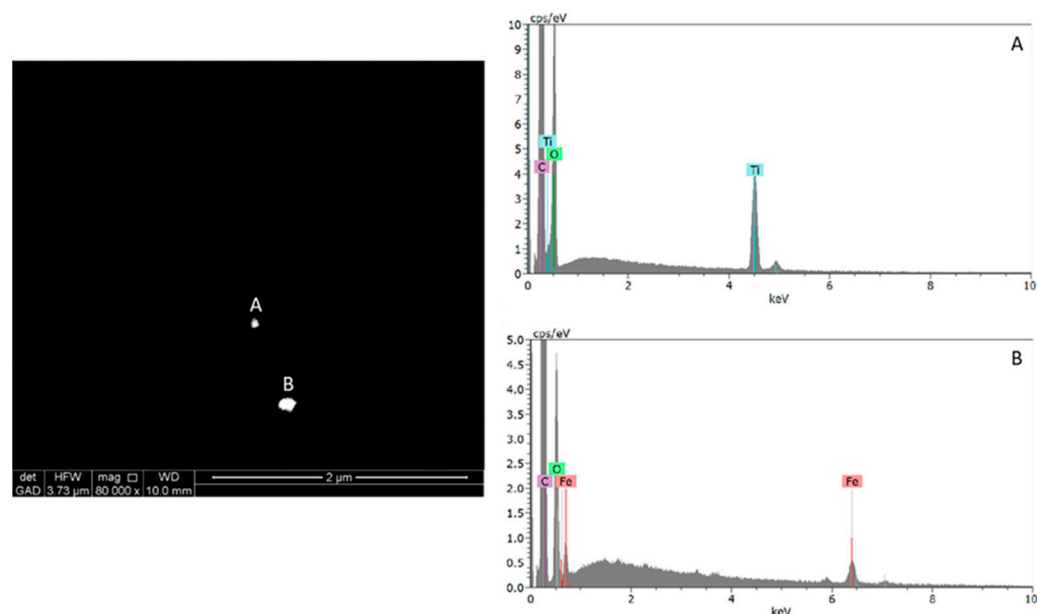 A
B
det HFW mag □ WD
GAD 3.73 μm 80 000 x 10.0 mm
2 μm
cps/eV
A
10
9
8
7
6
5
4
3
2
1
0
Ti
O
C
Ti
0 2 4 6 8 10
keV
cps/eV
B
5.0
4.5
4.0
3.5
3.0
2.5
2.0
1.5
1.0
0.5
0.0
O
C Fe Fe
0 2 4 6 8 10
keV